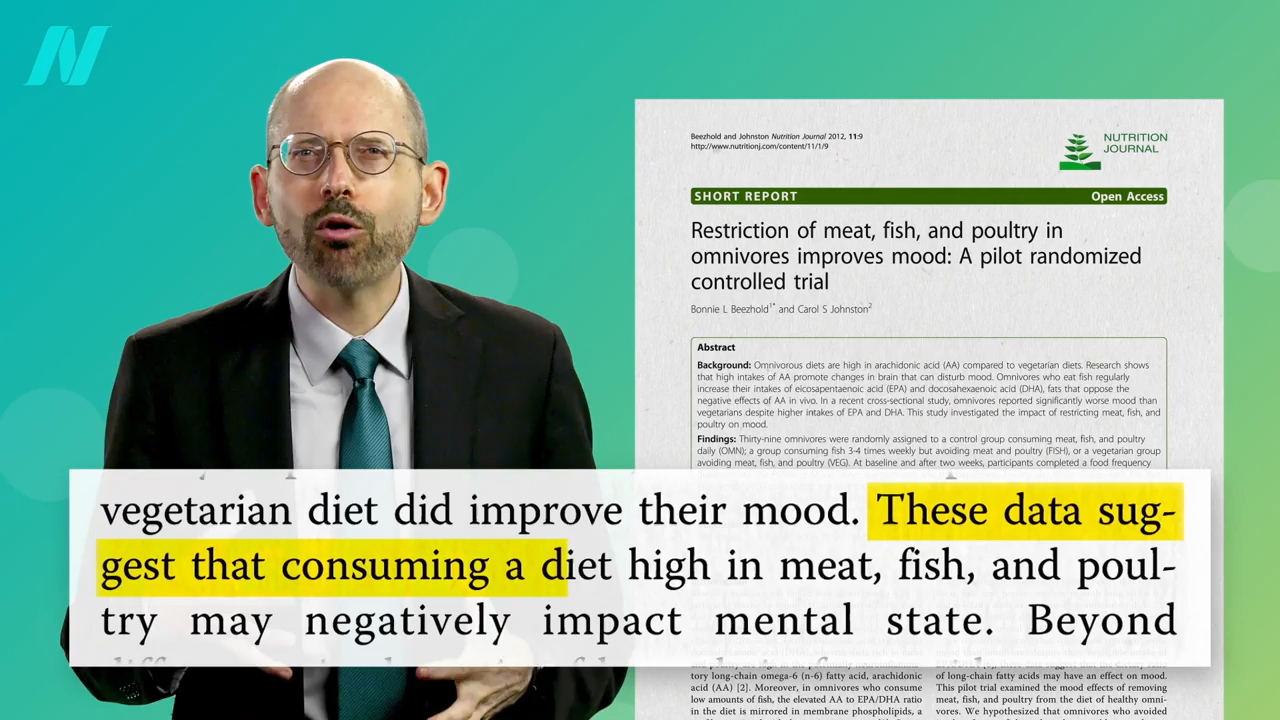 Beezhold and Johnston Nutrition Journal 2012, 11:9
http://www.nutritionj.com/content/11/1/9
NUTRITION
JOURNAL
SHORT REPORT
Open Access
Restriction of meat, fish, and poultry in
omnivores improves mood: A pilot randomized
controlled trial
Bonnie L Beezhold1* and Carol S Johnston2
Abstract
Background: Omnivorous diets are high in arachidonic acid (AA) compared to vegetarian diets. Research shows
that high intakes of AA promote changes in brain that can disturb mood. Omnivores who eat fish regularly
increase their intakes of eicosapentaenoic acid (EPA) and docosahexaenoic acid (DHA), fats that oppose the
negative effects of AA in vivo. In a recent cross-sectional study, omnivores reported significantly worse mood than
vegetarians despite higher intakes of EPA and DHA. This study investigated the impact of restricting meat, fish, and
poultry on mood.
Findings: Thirty-nine omnivores were randomly assigned to a control group consuming meat, fish, and poultry
daily (OMN); a group consuming fish 3-4 times weekly but avoiding meat and poultry (FISH), or a vegetarian group
avoiding meat, fish, and poultry (VEG). At baseline and after two weeks, participants completed a food frequency
vegetarian diet did improve their mood. These data sug-
gest that consuming a diet high in meat, fish, and poul-
try may negatively impact mental state. Beyond
tory long-chain omega-6 (n-6) fatty acid, arachidonic
acid (AA) [2]. Moreover, in omnivores who consume
low amounts of fish, the elevated AA to EPA/DHA ratio
in the diet is mirrored in membrane phospholipids, a
of long-chain fatty acids may have an effect on mood.
This pilot trial examined the mood effects of removing
meat, fish, and poultry from the diet of healthy omni-
vores. We hypothesized that omnivores who avoided